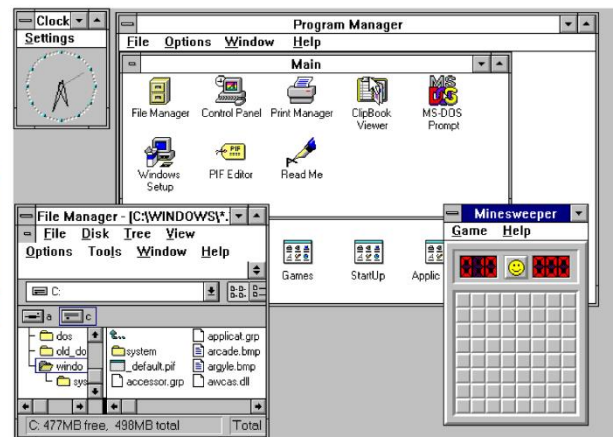 Clock
Settings
Program Manager
File Options Window Help
Main
File Manager
Control Panel
Print Manager
ClipBook
Viewer
MS-DOS
Prompt
MS
DOS
Windows
Setup
PIF
PIF Editor
Read Me
Games
StartUp
Applic
File Manager - [C:\WINDOWS\*.
File Disk Tree View
Options Tools Window Help
C:
a c
dos
old_do
windo
sys
system
_default.pif
accessor.grp
applicat.grp
arcade.bmp
argyle.bmp
awcas.dll
C: 477MB free, 498MB total
Total
Minesweeper
Game Help